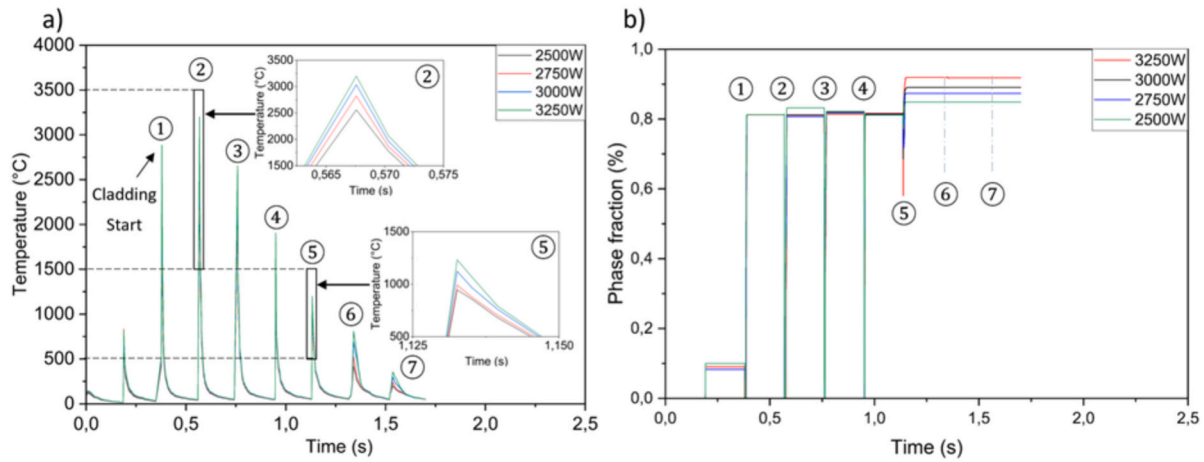 a)
4000
3500
3000
2500
2000
1500
1000
500
0
Temperature (°C)
0,0 0,5 1,0 1,5 2,0 2,5
Time (s)
2500W
2750W
3000W
3250W
①
②
③
④
⑤
⑥
⑦
Cladding
Start
②
3500
3000
2500
2000
1500
Temperature (°C)
0,565 0,570 0,575
Time (s)
⑤
1500
1000
500
Temperature (°C)
1,125 1,150
Time (s)
b)
1,0
0,8
0,6
0,4
0,2
0,0
Phase fraction (%)
0,0 0,5 1,0 1,5 2,0 2,5
Time (s)
3250W
3000W
2750W
2500W
① ② ③ ④
⑤ ⑥ ⑦